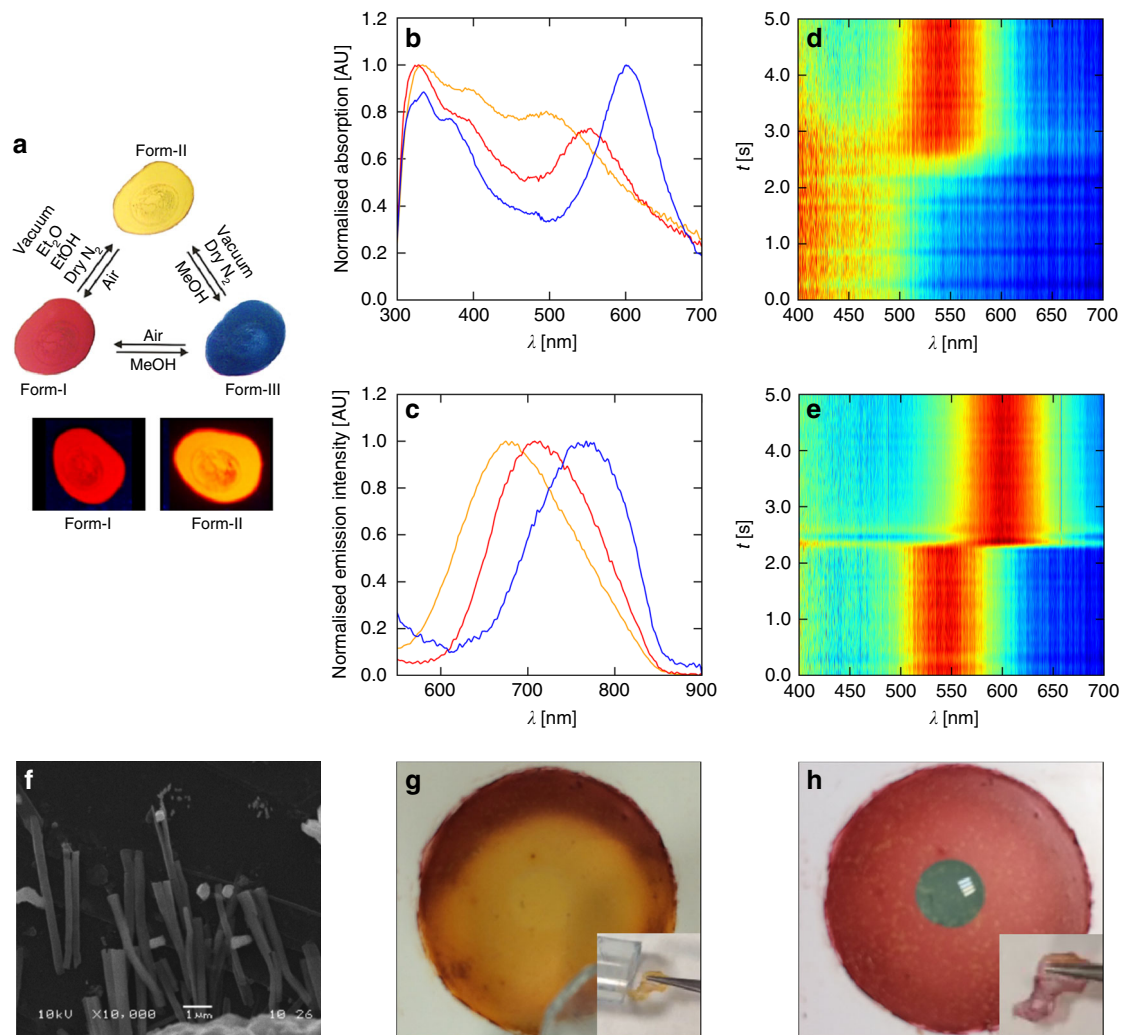 a
Form-II
Vacuum
Et2O
EtOH
Dry N2
Air
Vacuum
Dry N2
MeOH
Air
MeOH
Form-I
Form-III
Form-I
Form-II
b
Normalised absorption [AU]
1.2
1.0
0.8
0.6
0.4
0.2
0.0
300 400 500 600 700
λ [nm]
d
t [s]
5.0
4.0
3.0
2.0
1.0
0.0
400 450 500 550 600 650 700
λ [nm]
c
Normalised emission intensity [AU]
1.2
1.0
0.8
0.6
0.4
0.2
0.0
600 700 800 900
λ [nm]
e
t [s]
5.0
4.0
3.0
2.0
1.0
0.0
400 450 500 550 600 650 700
λ [nm]
f
10kV X10,000 1μm 10 26
g
h